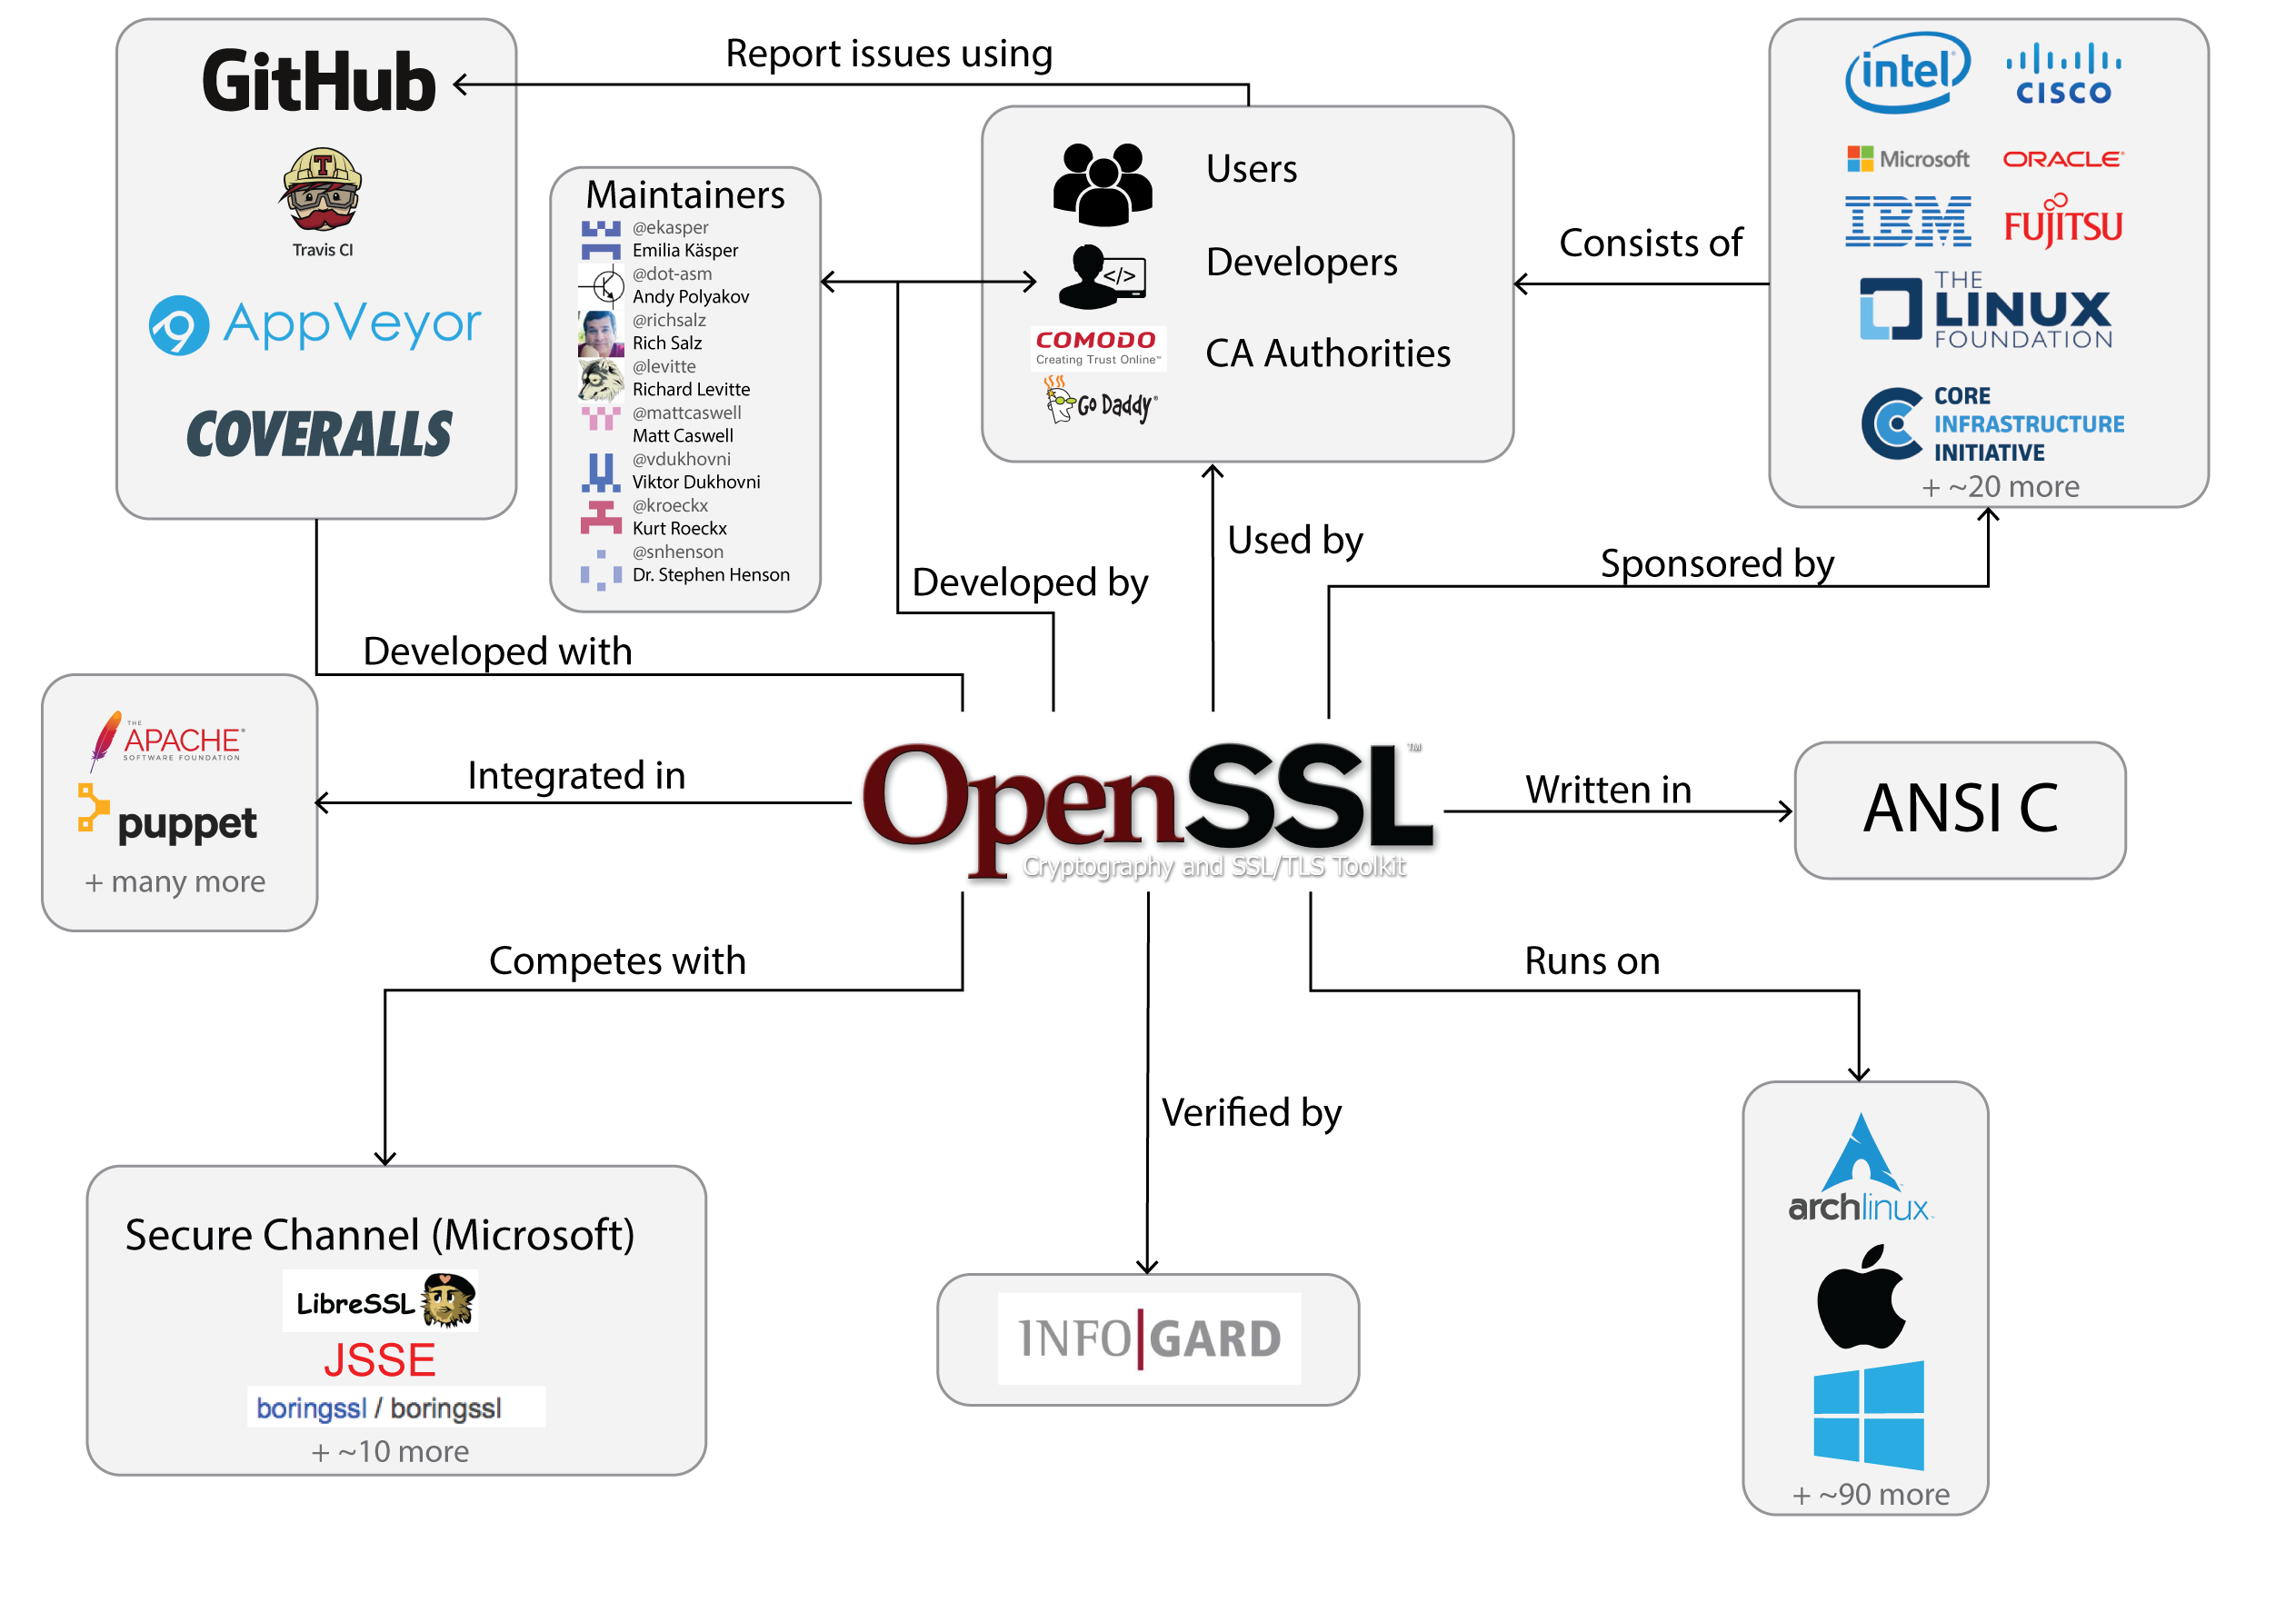 GitHub
Travis CI
AppVeyor
COVERALLS
Report issues using
Maintainers
@ekasper
Emilia Käsper
@dot-asm
Andy Polyakov
@richsalz
Rich Salz
@levitte
Richard Levitte
@mattcaswell
Matt Caswell
@vdukhovni
Viktor Dukhovni
@kroeckx
Kurt Roeckx
@snhenson
Dr. Stephen Henson
Users
</>
Developers
COMODO
Creating Trust Online™
CA Authorities
Go Daddy®
Consists of
intel®
CISCO
Microsoft
ORACLE®
IBM
FUJITSU
THE
LINUX
FOUNDATION
CORE
INFRASTRUCTURE
INITIATIVE
+ ~20 more
Used by
Sponsored by
Developed by
Developed with
THE
APACHE®
SOFTWARE FOUNDATION
puppet
+ many more
Integrated in
OpenSSL™
Cryptography and SSL/TLS Toolkit
Written in
ANSI C
Competes with
Runs on
Verified by
Secure Channel (Microsoft)
LibreSSL
JSSE
boringssl / boringssl
+ ~10 more
INFO|GARD
archlinux™
+ ~90 more